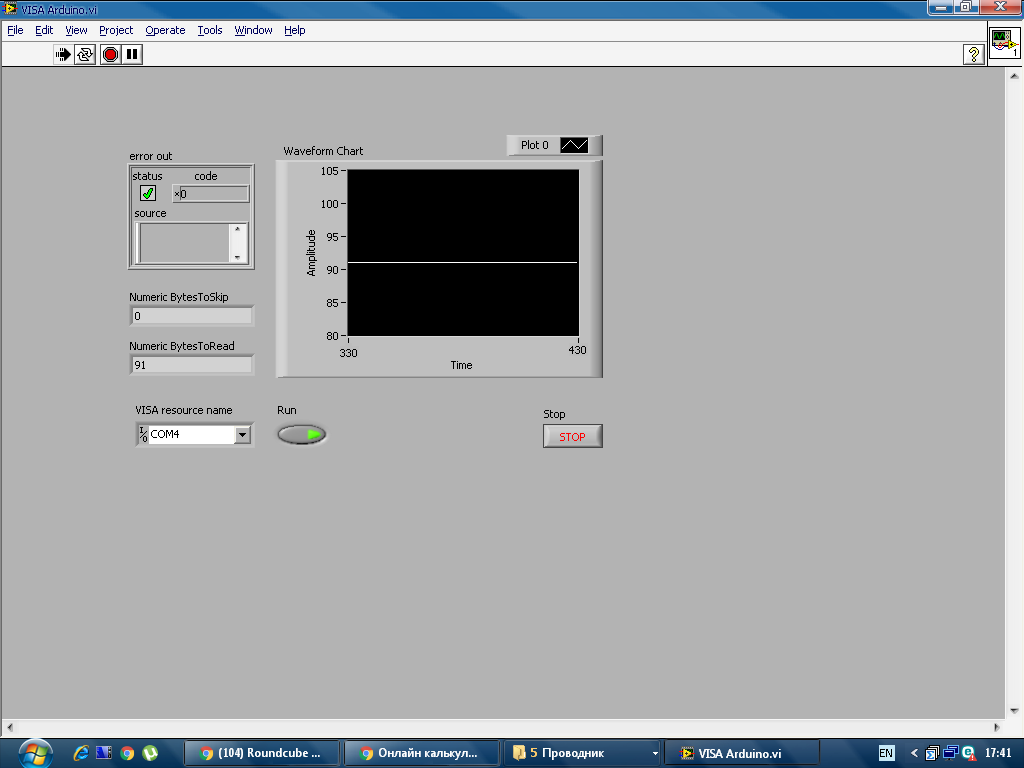 VISA Arduino.vi
File Edit View Project Operate Tools Window Help
1
error out
status code
×0
source
Numeric BytesToSkip
0
Numeric BytesToRead
91
VISA resource name
COM4
Waveform Chart
Plot 0
Amplitude
105
100
95
90
85
80
330
430
Time
Run
Stop
STOP
(104) Roundcube ...
Онлайн калькул...
5 Проводник
VISA Arduino.vi
EN
17:41